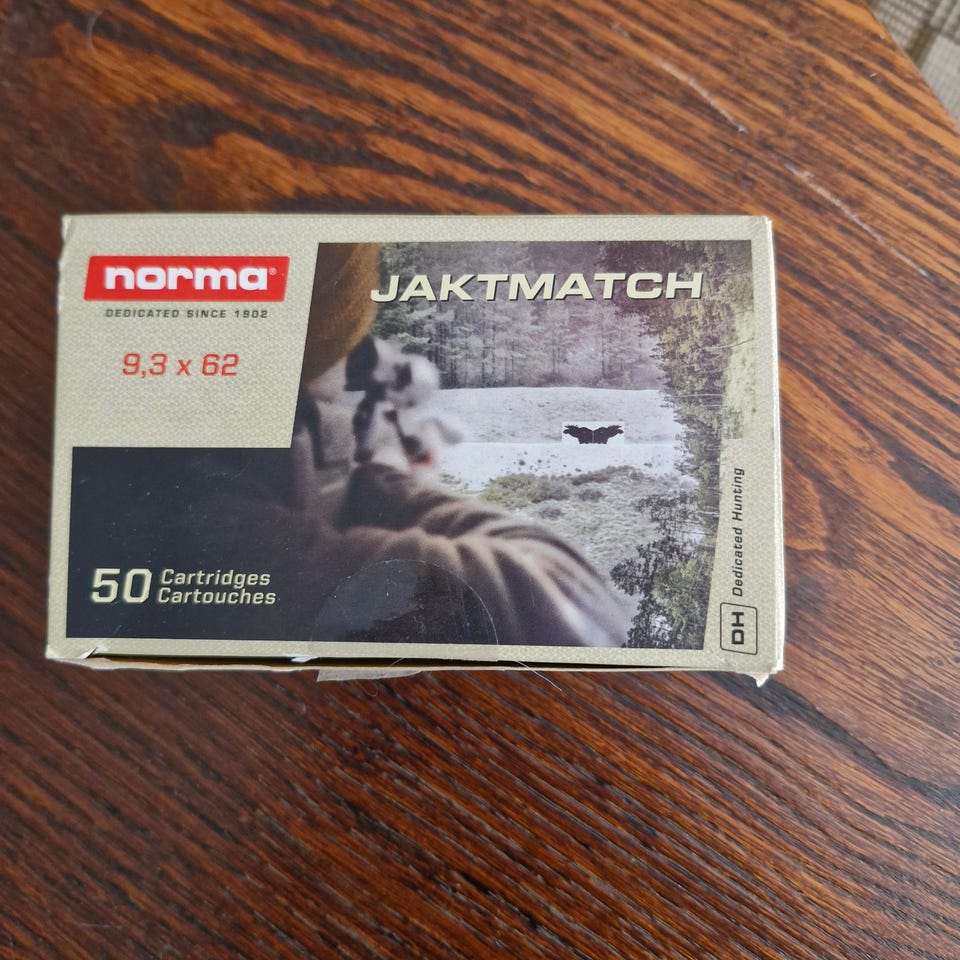 norma®
DEDICATED SINCE 1902
9,3 x 62
JAKTMATCH
50 Cartridges
Cartouches
DH Dedicated Hunting